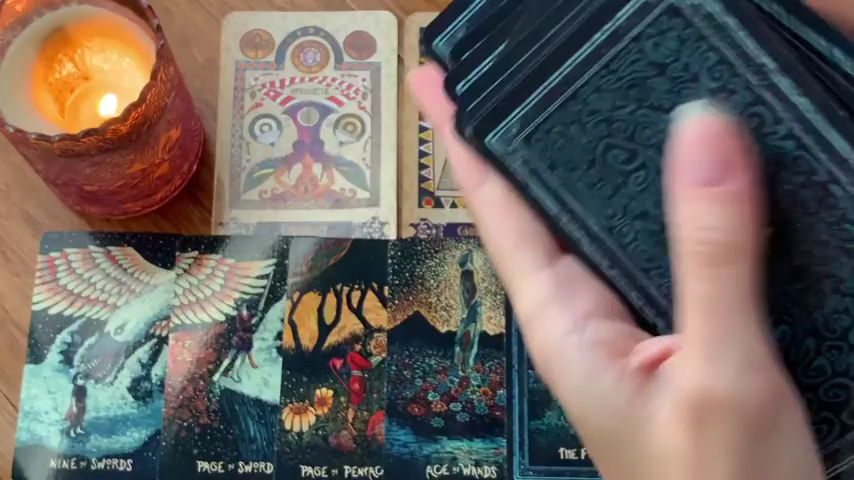 NINE OF SWORDS
PAGE OF SWORD
PAGE OF PENTAC
ACE OF WANDS
THE